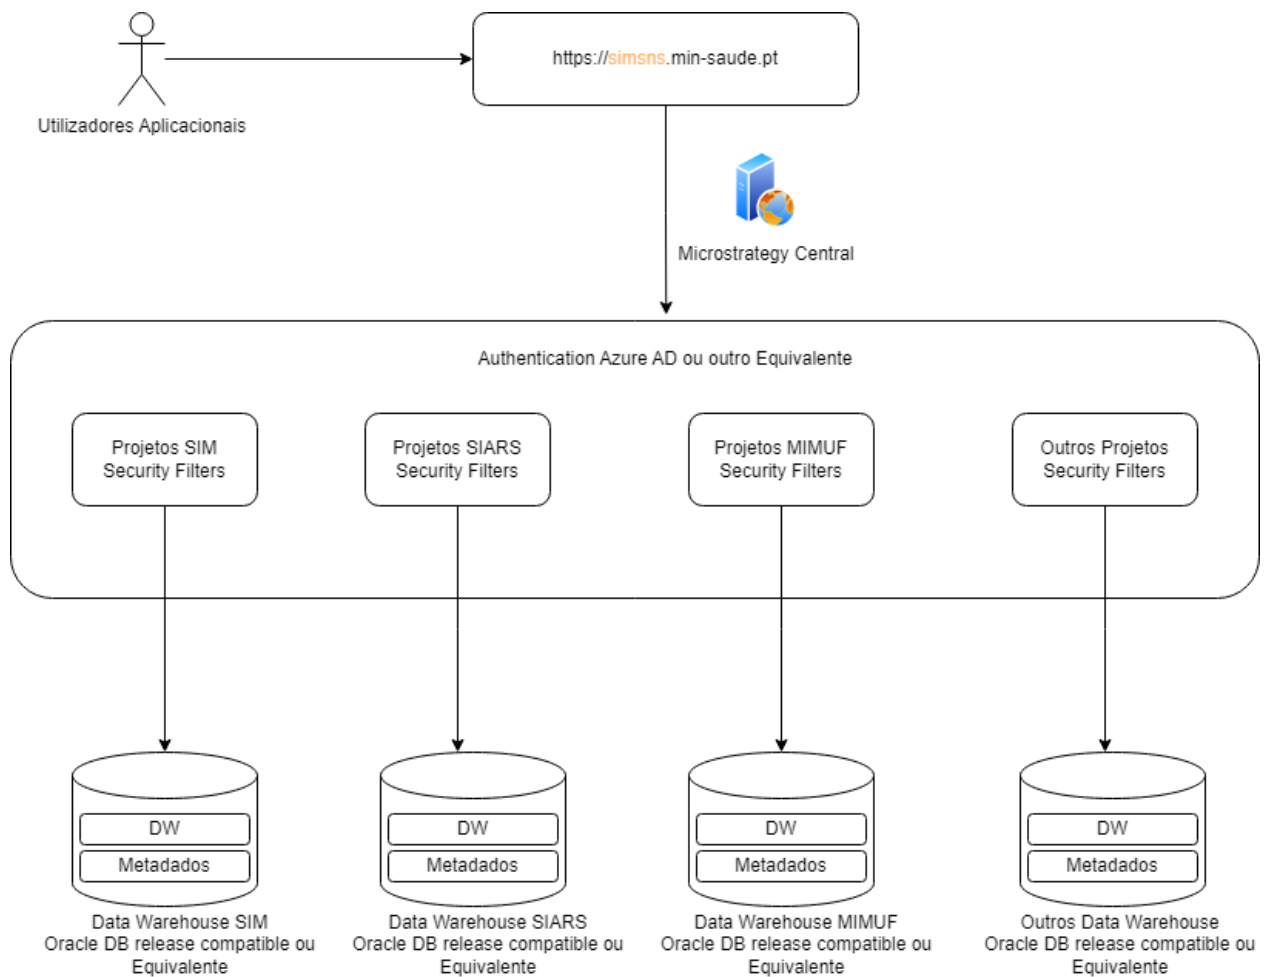 https://simsns.min-saude.pt
Utilizadores Aplicacionais
Microstrategy Central
Authentication Azure AD ou outro Equivalente
Projetos SIM
Security Filters
Projetos SIARS
Security Filters
Projetos MIMUF
Security Filters
Outros Projetos
Security Filters
DW
Metadados
DW
Metadados
DW
Metadados
DW
Metadados
Data Warehouse SIM
Oracle DB release compatible ou
Equivalente
Data Warehouse SIARS
Oracle DB release compatible ou
Equivalente
Data Warehouse MIMUF
Oracle DB release compatible ou
Equivalente
Outros Data Warehouse
Oracle DB release compatible ou
Equivalente